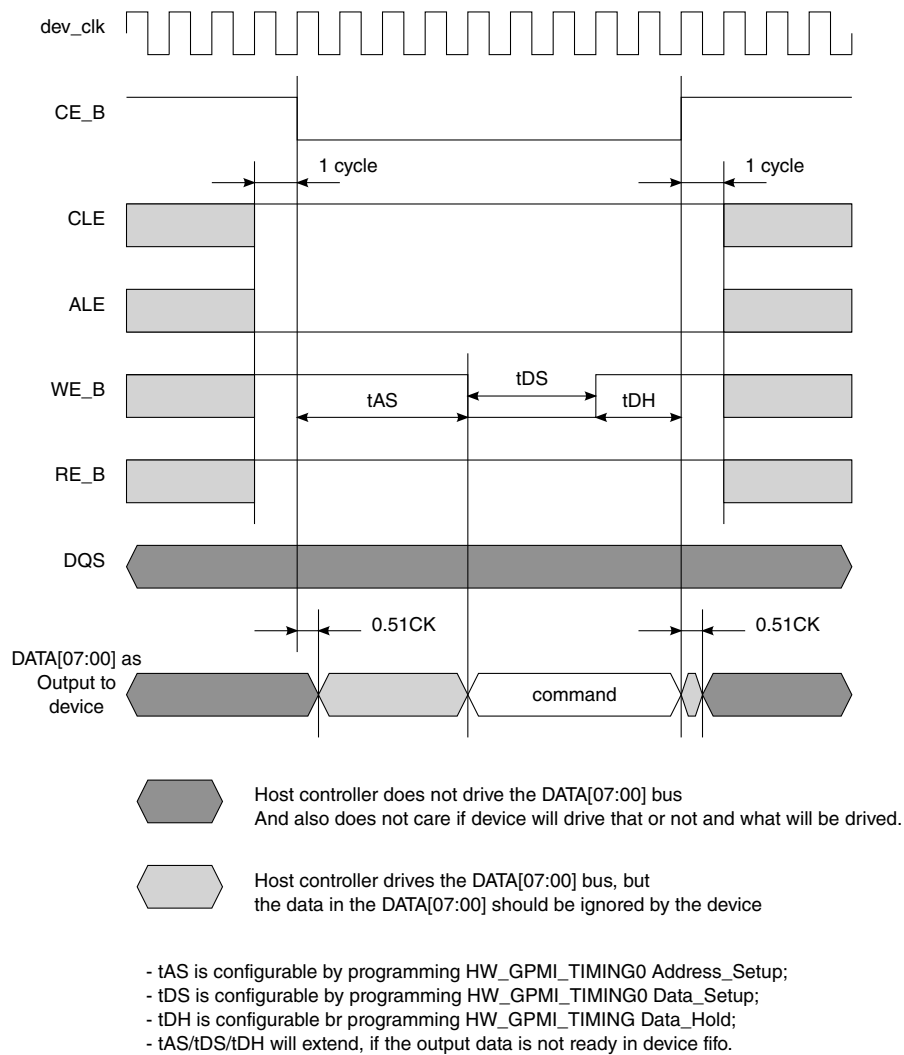 dev_clk
CE_B
1 cycle
1 cycle
CLE
ALE
WE_B
tAS
tDS
tDH
RE_B
DQS
0.51CK
0.51CK
DATA[07:00] as
Output to
device
command
Host controller does not drive the DATA[07:00] bus
And also does not care if device will drive that or not and what will be drived.
Host controller drives the DATA[07:00] bus, but
the data in the DATA[07:00] should be ignored by the device
- tAS is configurable by programming HW_GPMI_TIMING0 Address_Setup;
- tDS is configurable by programming HW_GPMI_TIMING0 Data_Setup;
- tDH is configurable br programming HW_GPMI_TIMING Data_Hold;
- tAS/tDS/tDH will extend, if the output data is not ready in device fifo.